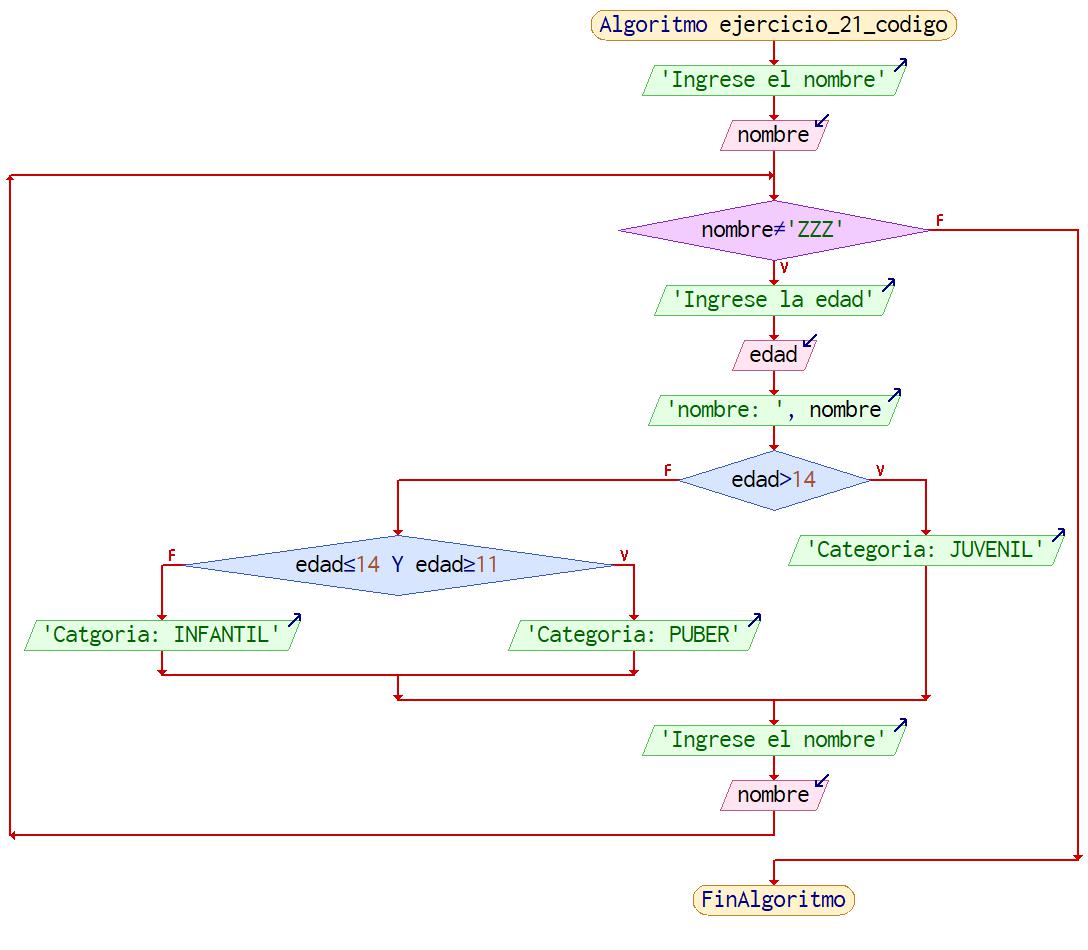 Algoritmo ejercicio_21_codigo
'Ingrese el nombre'
nombre
nombre≠'ZZZ'
F
V
'Ingrese la edad'
edad
'nombre: ', nombre
F
edad>14
V
'Categoria: JUVENIL'
F
edad≤14 Y edad≥11
V
'Catgoria: INFANTIL'
'Categoria: PUBER'
'Ingrese el nombre'
nombre
FinAlgoritmo